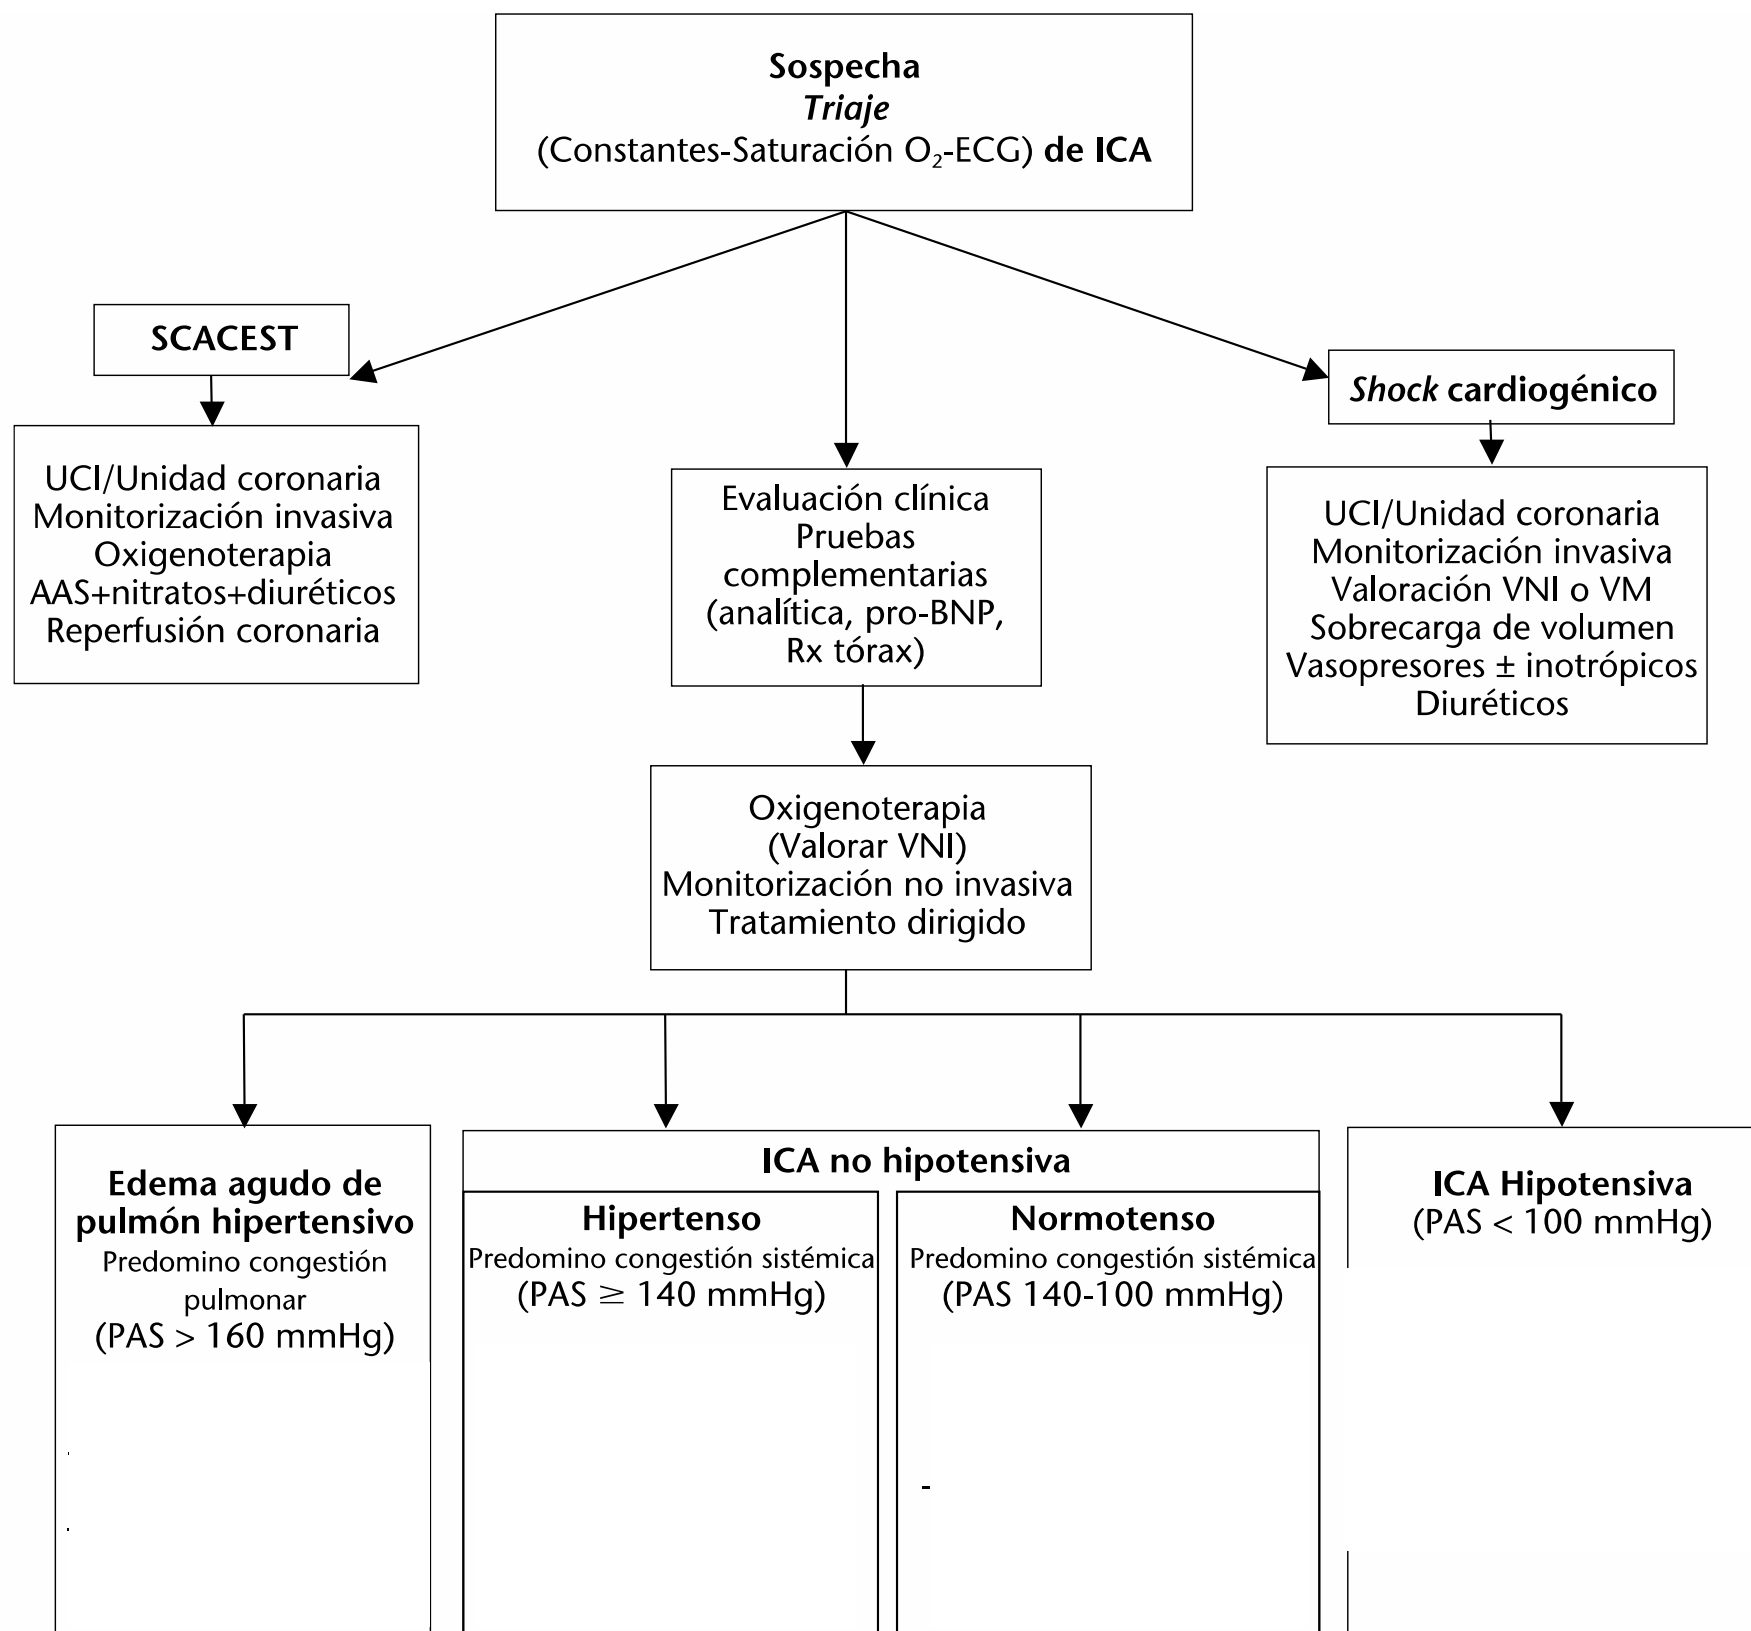 Sospecha
Triaje
(Constantes-Saturación O₂-ECG) de ICA
SCACEST
UCI/Unidad coronaria
Monitorización invasiva
Oxigenoterapia
AAS+nitratos+diuréticos
Reperfusión coronaria
Evaluación clínica
Pruebas
complementarias
(analítica, pro-BNP,
Rx tórax)
Shock cardiogénico
UCI/Unidad coronaria
Monitorización invasiva
Valoración VNI o VM
Sobrecarga de volumen
Vasopresores ± inotrópicos
Diuréticos
Oxigenoterapia
(Valorar VNI)
Monitorización no invasiva
Tratamiento dirigido
Edema agudo de
pulmón hipertensivo
Predomino congestión
pulmonar
(PAS > 160 mmHg)
ICA no hipotensiva
Hipertenso
Predomino congestión sistémica
(PAS ≥ 140 mmHg)
Normotenso
Predomino congestión sistémica
(PAS 140-100 mmHg)
-
ICA Hipotensiva
(PAS < 100 mmHg)